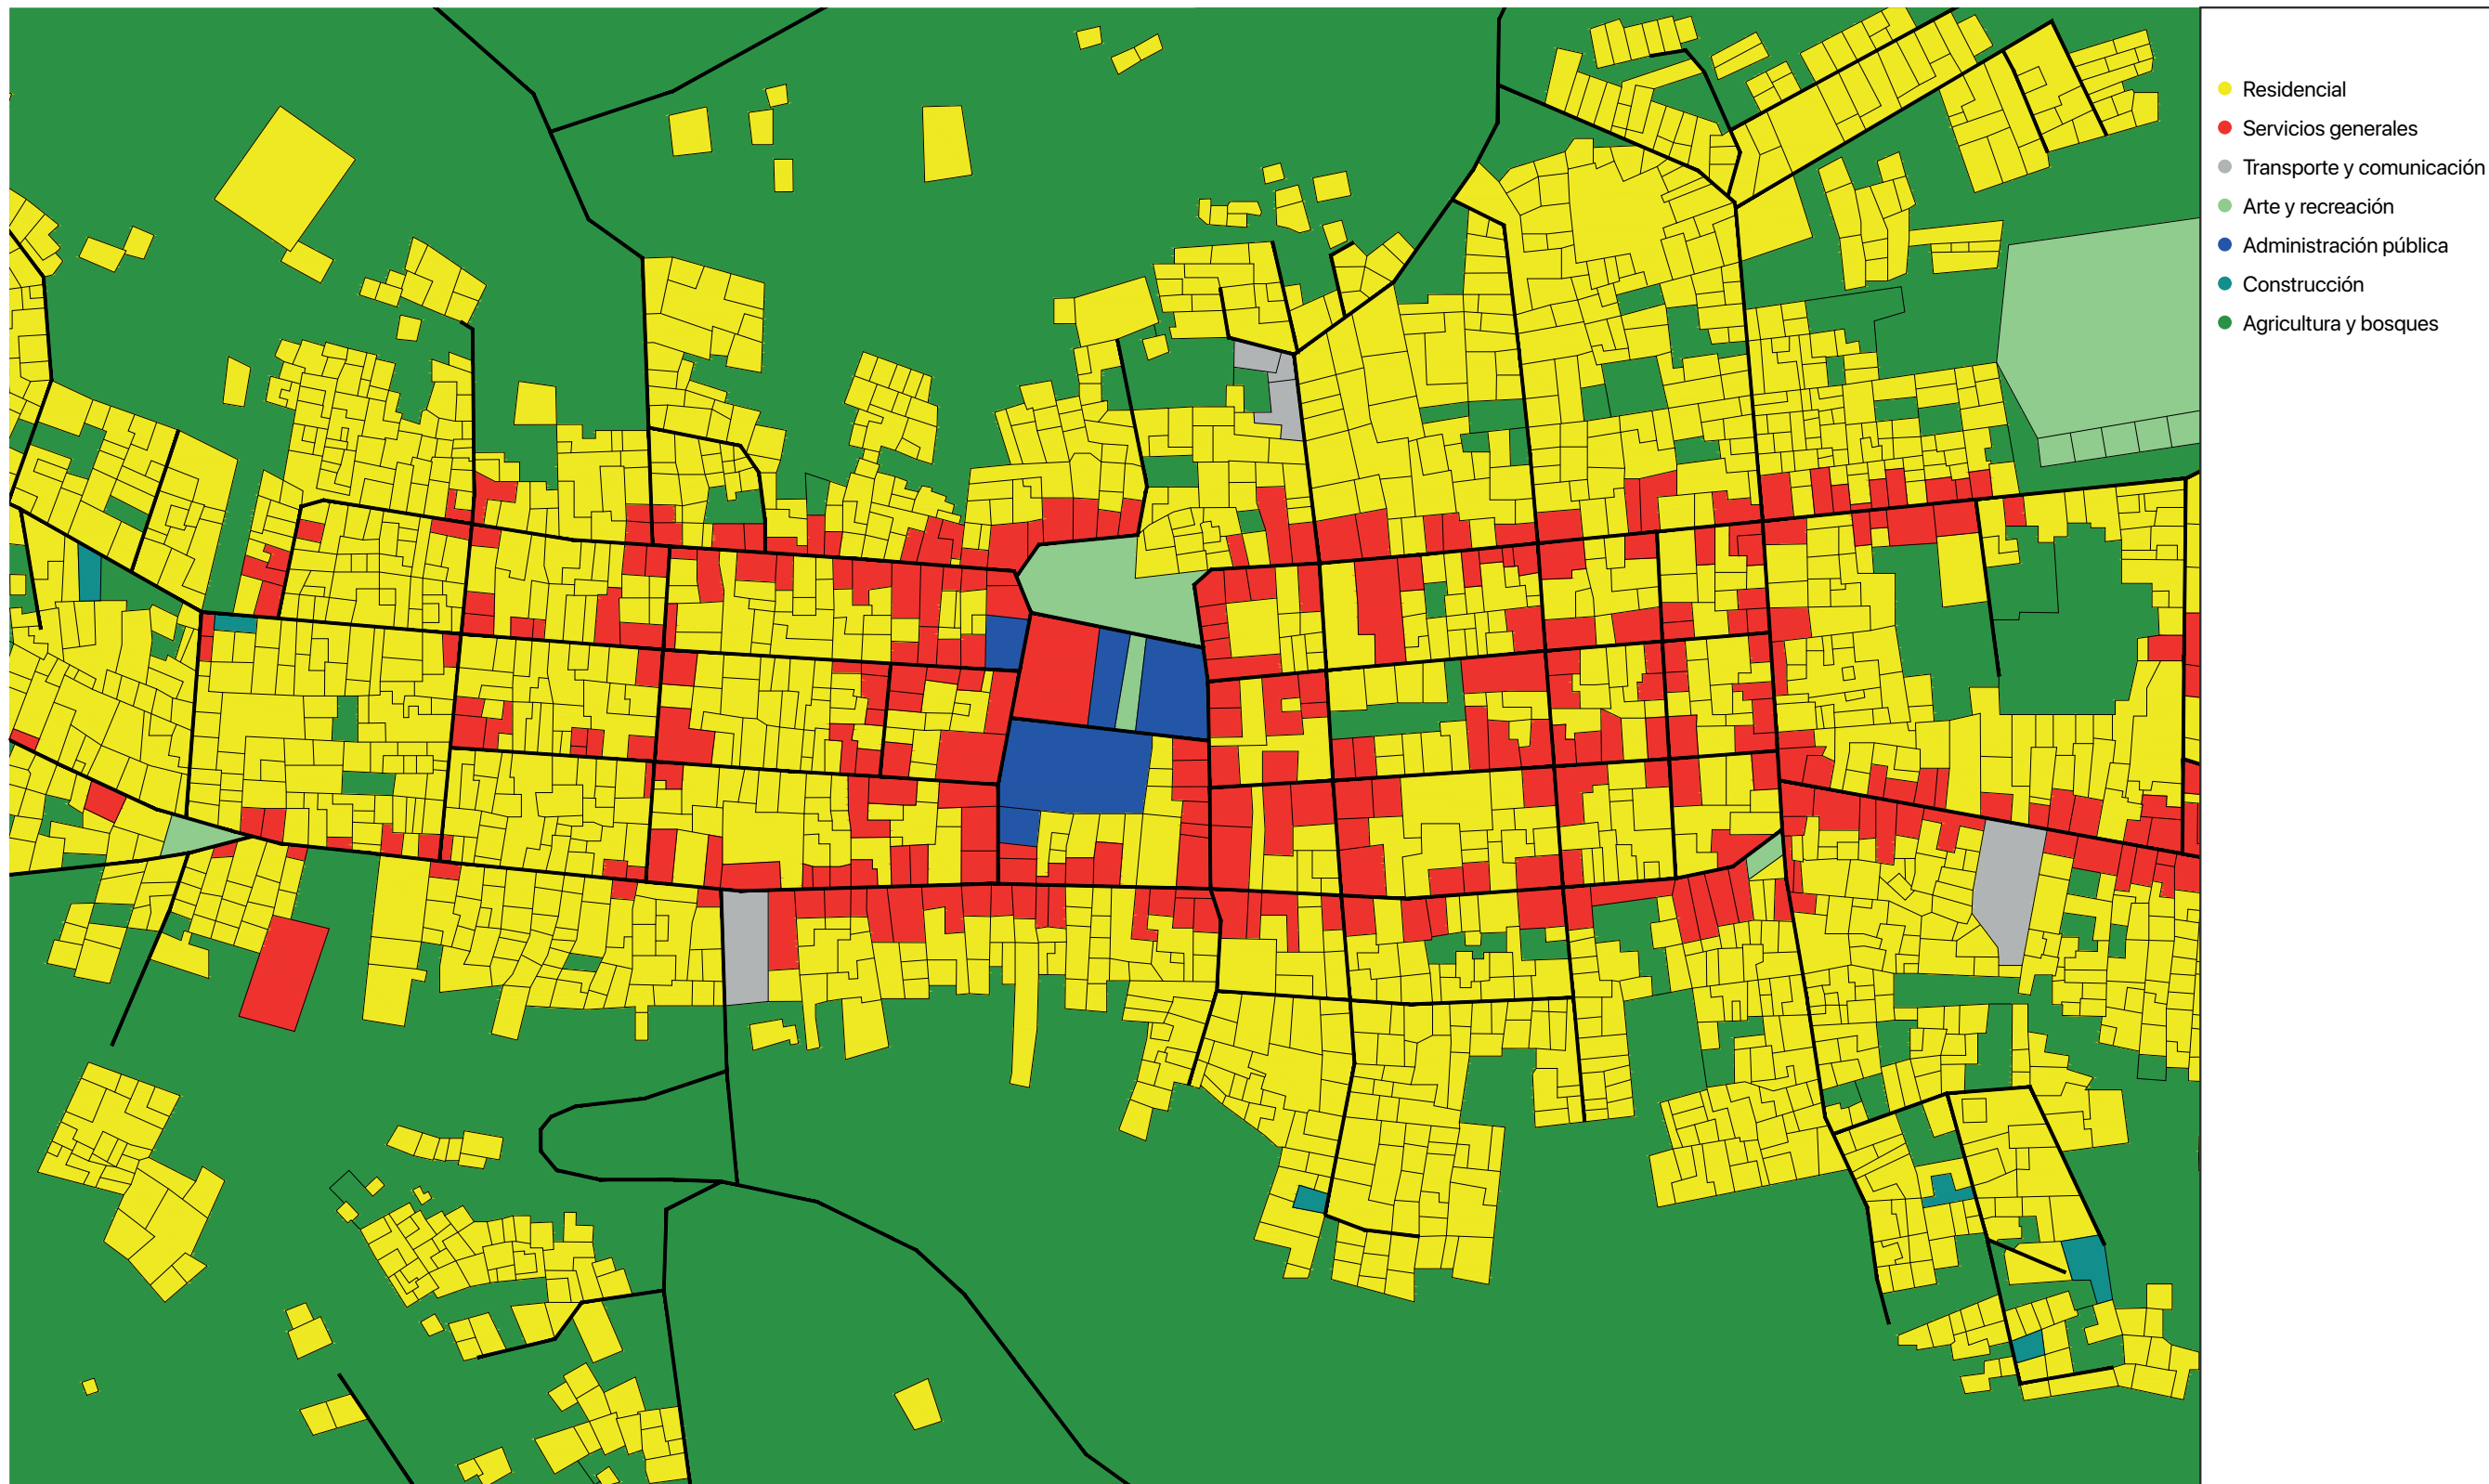 Residencial
Servicios generales
Transporte y comunicación
Arte y recreación
Administración pública
Construcción
Agricultura y bosques